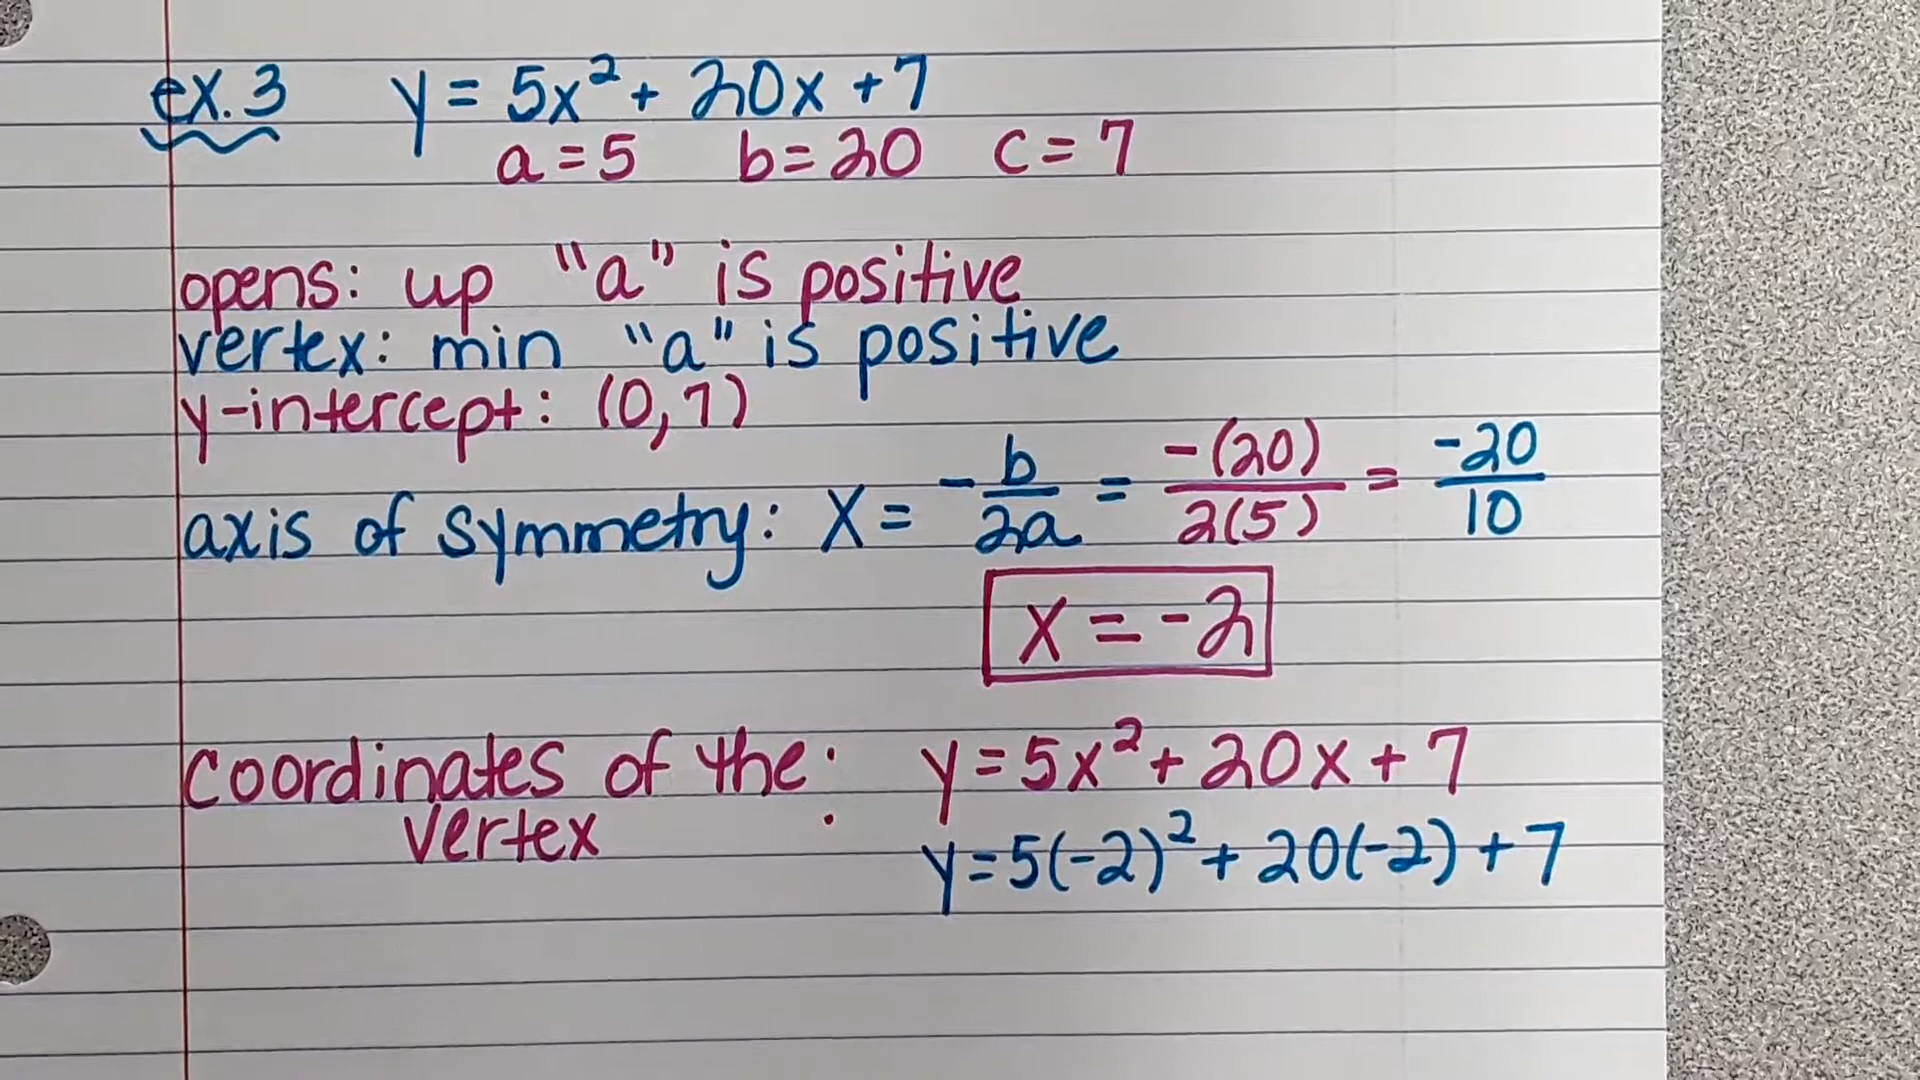 ex. 3 y = 5x² + 20x + 7
a = 5 b = 20 c = 7
opens: up "a" is positive
vertex: min "a" is positive
y-intercept: (0,7)
axis of symmetry: x = -b/2a = -(20)/2(5) = -20/10
x = -2
Coordinates of the : y = 5x² + 20x + 7
vertex y = 5(-2)² + 20(-2) + 7